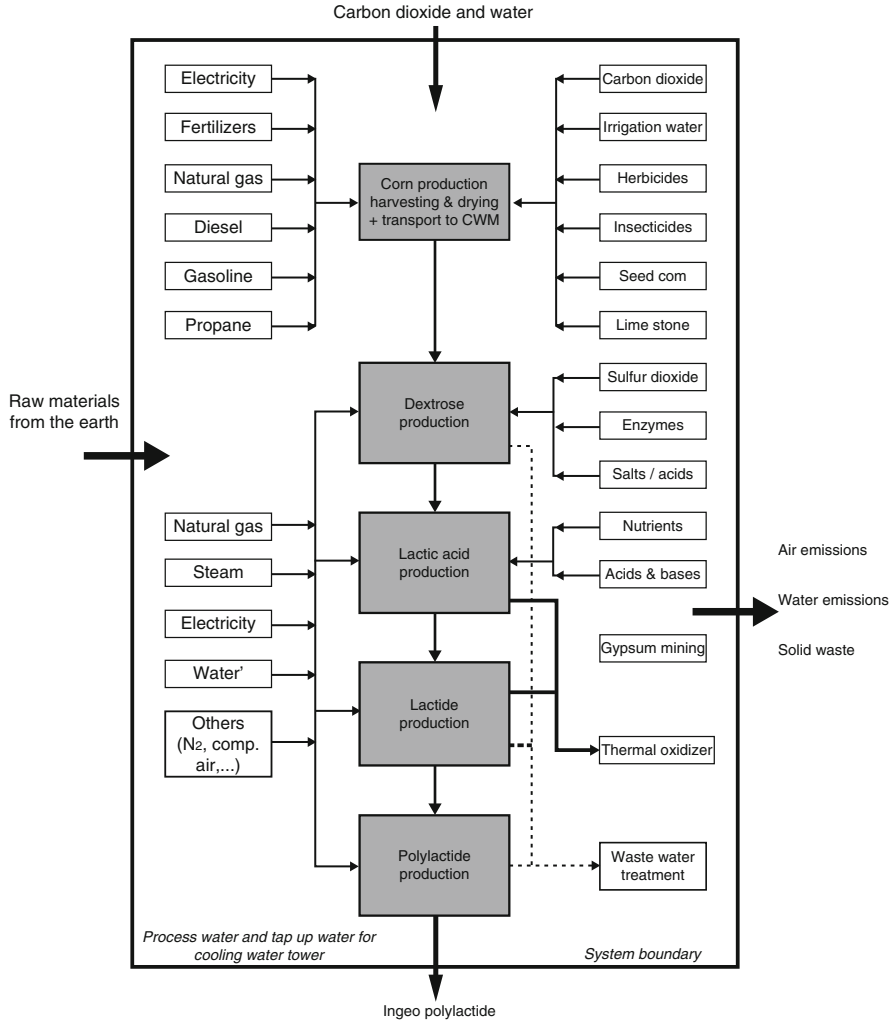 Carbon dioxide and water
Electricity
Fertilizers
Natural gas
Diesel
Gasoline
Propane
Corn production
harvesting & drying
+ transport to CWM
Carbon dioxide
Irrigation water
Herbicides
Insecticides
Seed com
Lime stone
Raw materials
from the earth
Dextrose
production
Sulfur dioxide
Enzymes
Salts / acids
Natural gas
Steam
Electricity
Water'
Others
(N2, comp.
air,...)
Lactic acid
production
Nutrients
Acids & bases
Gypsum mining
Air emissions
Water emissions
Solid waste
Lactide
production
Thermal oxidizer
Polylactide
production
Waste water
treatment
Process water and tap up water for
cooling water tower
System boundary
Ingeo polylactide